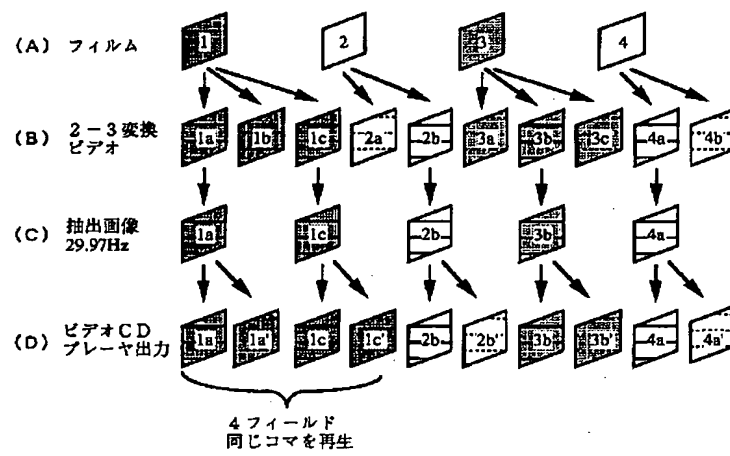 (A) フィルム 1 2 3 4
(B) 2-3変換
ビデオ 1a 1b 1c 2a 2b 3a 3b 3c 4a 4b
(C) 抽出画像
29.97Hz 1a 1c 2b 3b 4a
(D) ビデオCD
プレーヤ出力 1a 1a' 1c 1c' 2b 2b' 3b 3b' 4a 4a'
4フィールド
同じコマを再生